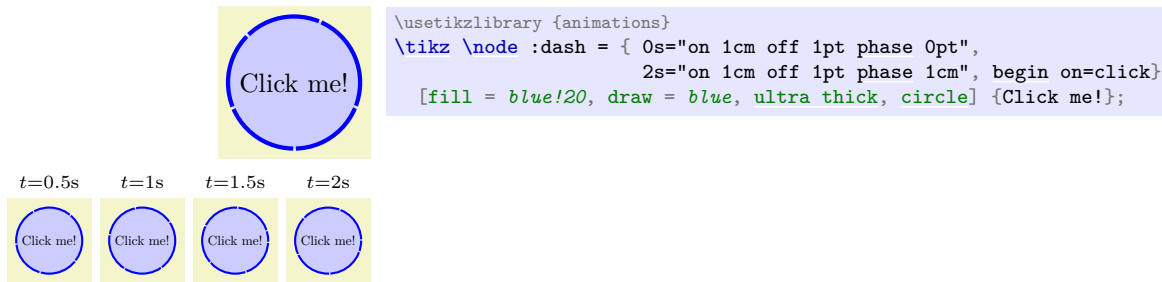 Click me!
\usetikzlibrary {animations}
\tikz \node :dash = { 0s="on 1cm off 1pt phase 0pt",
2s="on 1cm off 1pt phase 1cm", begin on=click}
[fill = blue!20, draw = blue, ultra thick, circle] {Click me!};
t=0.5s t=1s t=1.5s t=2s
Click me! Click me! Click me! Click me!